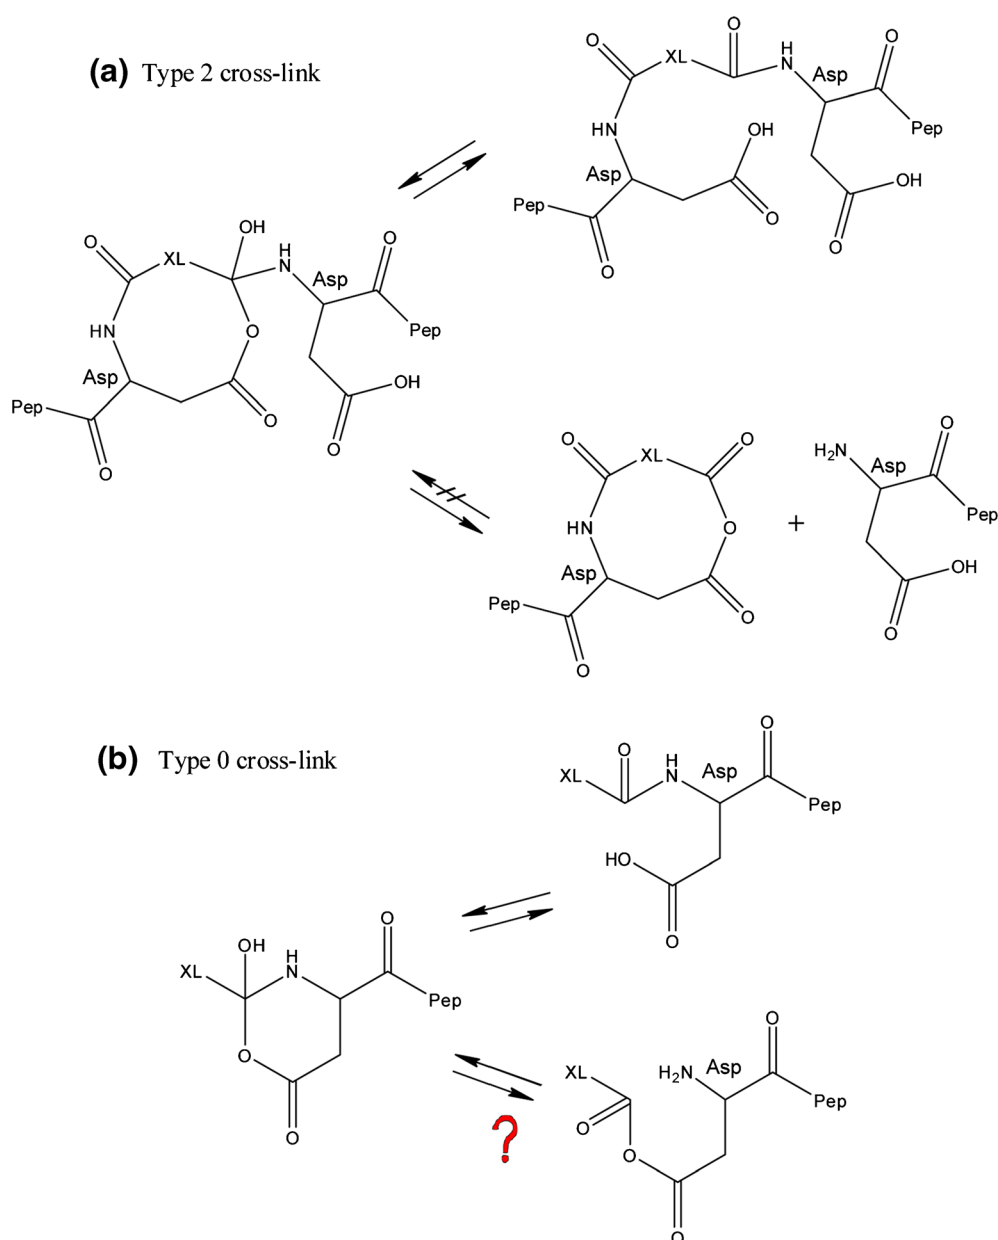 (a) Type 2 cross-link
O XL O H N Asp O
HN OH Pep
Asp OH
Pep O O
O
O XL OH H N Asp O
HN O Pep
Asp OH
Pep O O
O
O XL O H2N Asp O
HN O + Pep
Asp OH
Pep O O
O
(b) Type 0 cross-link
XL O H N Asp O
Pep
HO
O
XL OH H N O
Pep
O
O
XL H2N Asp O
O Pep
O
O
?